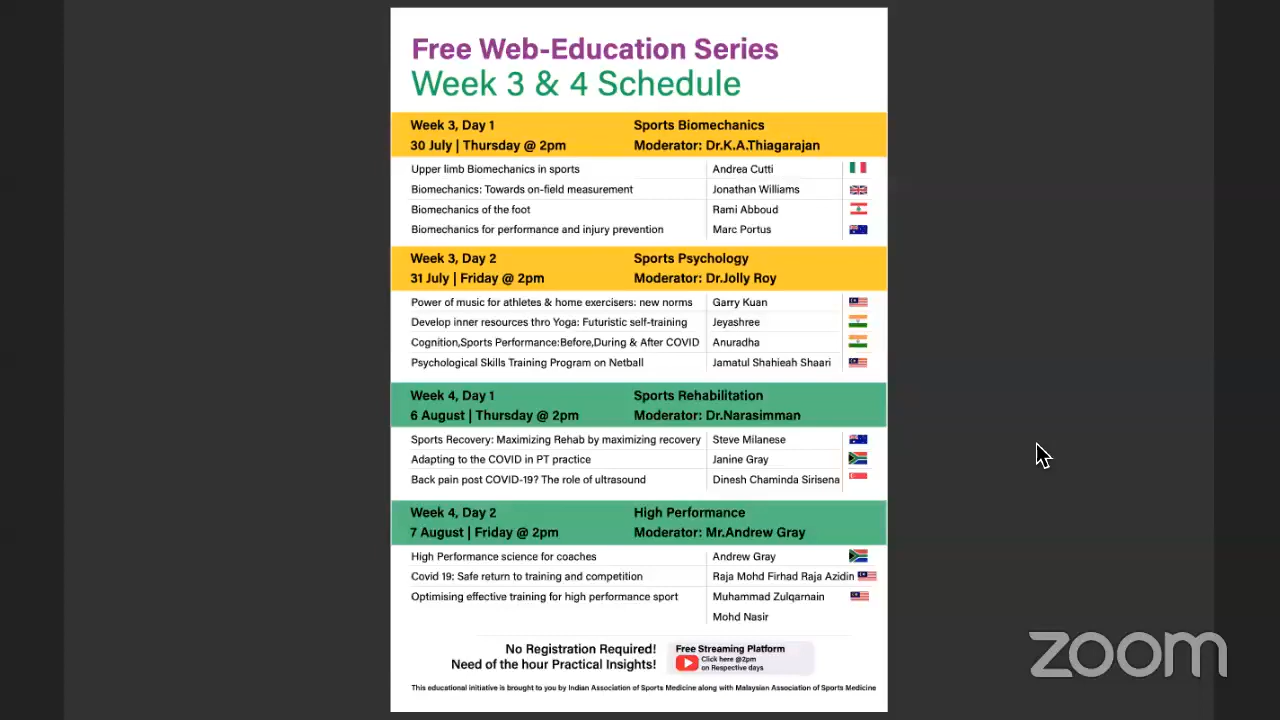 Free Web-Education Series
Week 3 & 4 Schedule
Week 3, Day 1 Sports Biomechanics
30 July | Thursday @ 2pm Moderator: Dr.K.A.Thiagarajan
Upper limb Biomechanics in sports Andrea Cutti
Biomechanics: Towards on-field measurement Jonathan Williams
Biomechanics of the foot Rami Abboud
Biomechanics for performance and injury prevention Marc Portus
Week 3, Day 2 Sports Psychology
31 July | Friday @ 2pm Moderator: Dr.Jolly Roy
Power of music for athletes & home exercisers: new norms Garry Kuan
Develop inner resources thro Yoga: Futuristic self-training Jeyashree
Cognition,Sports Performance:Before,During & After COVID Anuradha
Psychological Skills Training Program on Netball Jamatul Shahieah Shaari
Week 4, Day 1 Sports Rehabilitation
6 August | Thursday @ 2pm Moderator: Dr.Narasimman
Sports Recovery: Maximizing Rehab by maximizing recovery Steve Milanese
Adapting to the COVID in PT practice Janine Gray
Back pain post COVID-19? The role of ultrasound Dinesh Chaminda Sirisena
Week 4, Day 2 High Performance
7 August | Friday @ 2pm Moderator: Mr.Andrew Gray
High Performance science for coaches Andrew Gray
Covid 19: Safe return to training and competition Raja Mohd Firhad Raja Azidin
Optimising effective training for high performance sport Muhammad Zulqarnain
Mohd Nasir
No Registration Required! Free Streaming Platform
Need of the hour Practical Insights! Click here @2pm
on Respective days
This educational initiative is brought to you by Indian Association of Sports Medicine along with Malaysian Association of Sports Medicine
zoom